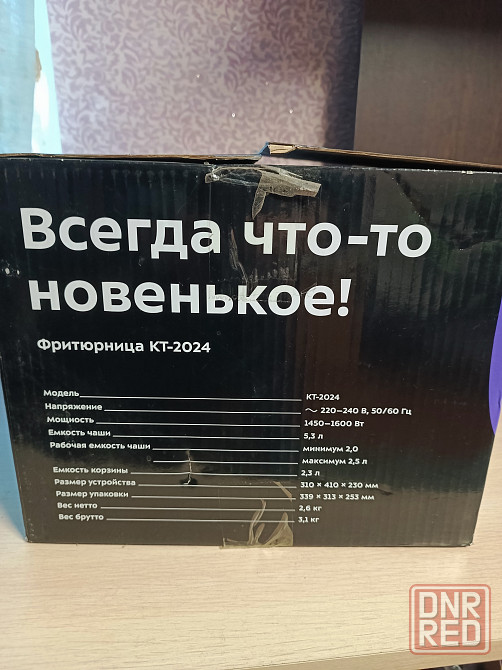 Всегда что-то
новенькое!
Фритюрница КТ-2024
Модель КТ-2024
Напряжение ~ 220–240 В, 50/60 Гц
Мощность 1450–1600 Вт
Емкость чаши 5,3 л
Рабочая емкость чаши минимум 2,0
максимум 2,5 л
Емкость корзины 2,3 л
Размер устройства 310 × 410 × 230 мм
Размер упаковки 339 × 313 × 253 мм
Вес нетто 2,6 кг
Вес брутто 3,1 кг
DNR
RED